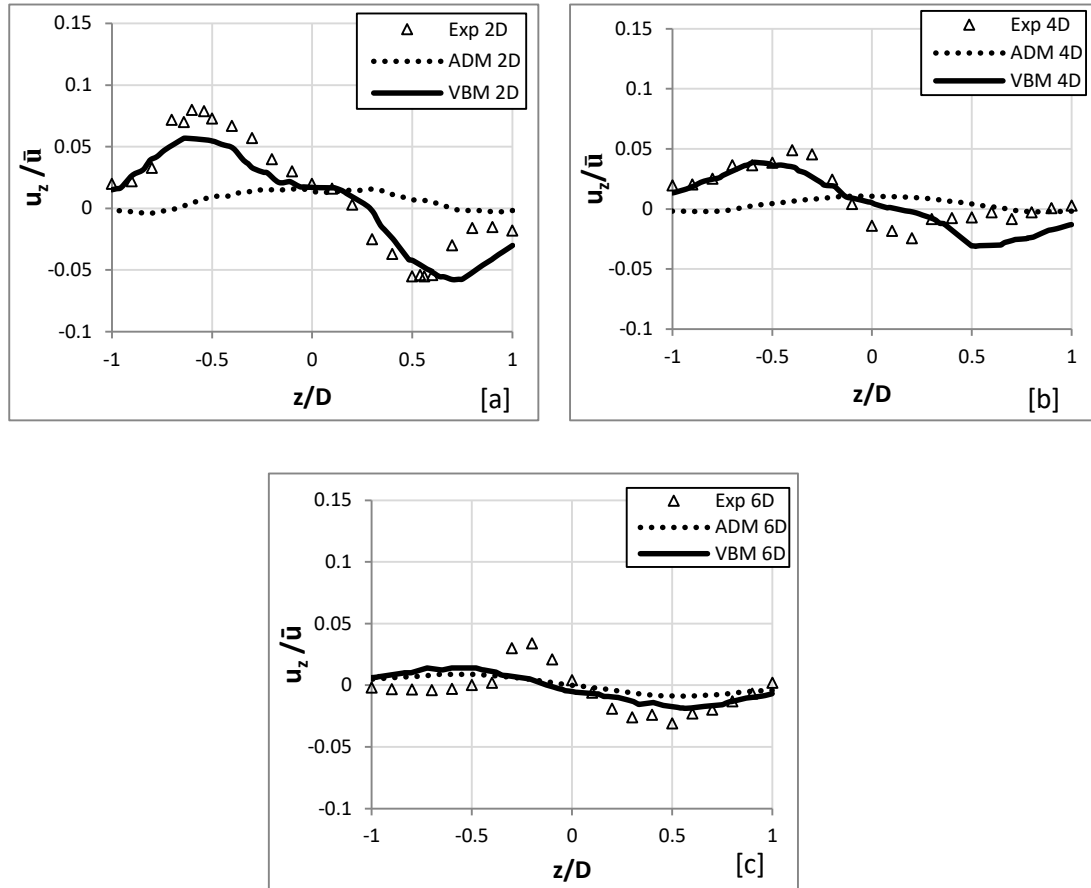 0.15
0.1
0.05
0
-0.05
-0.1
-1
-0.5
0
0.5
1
u_z /ū
z/D
[a]
Exp 2D
ADM 2D
VBM 2D
0.15
0.1
0.05
0
-0.05
-0.1
-1
-0.5
0
0.5
1
u_z /ū
z/D
[b]
Exp 4D
ADM 4D
VBM 4D
0.15
0.1
0.05
0
-0.05
-0.1
-1
-0.5
0
0.5
1
u_z /ū
z/D
[c]
Exp 6D
ADM 6D
VBM 6D